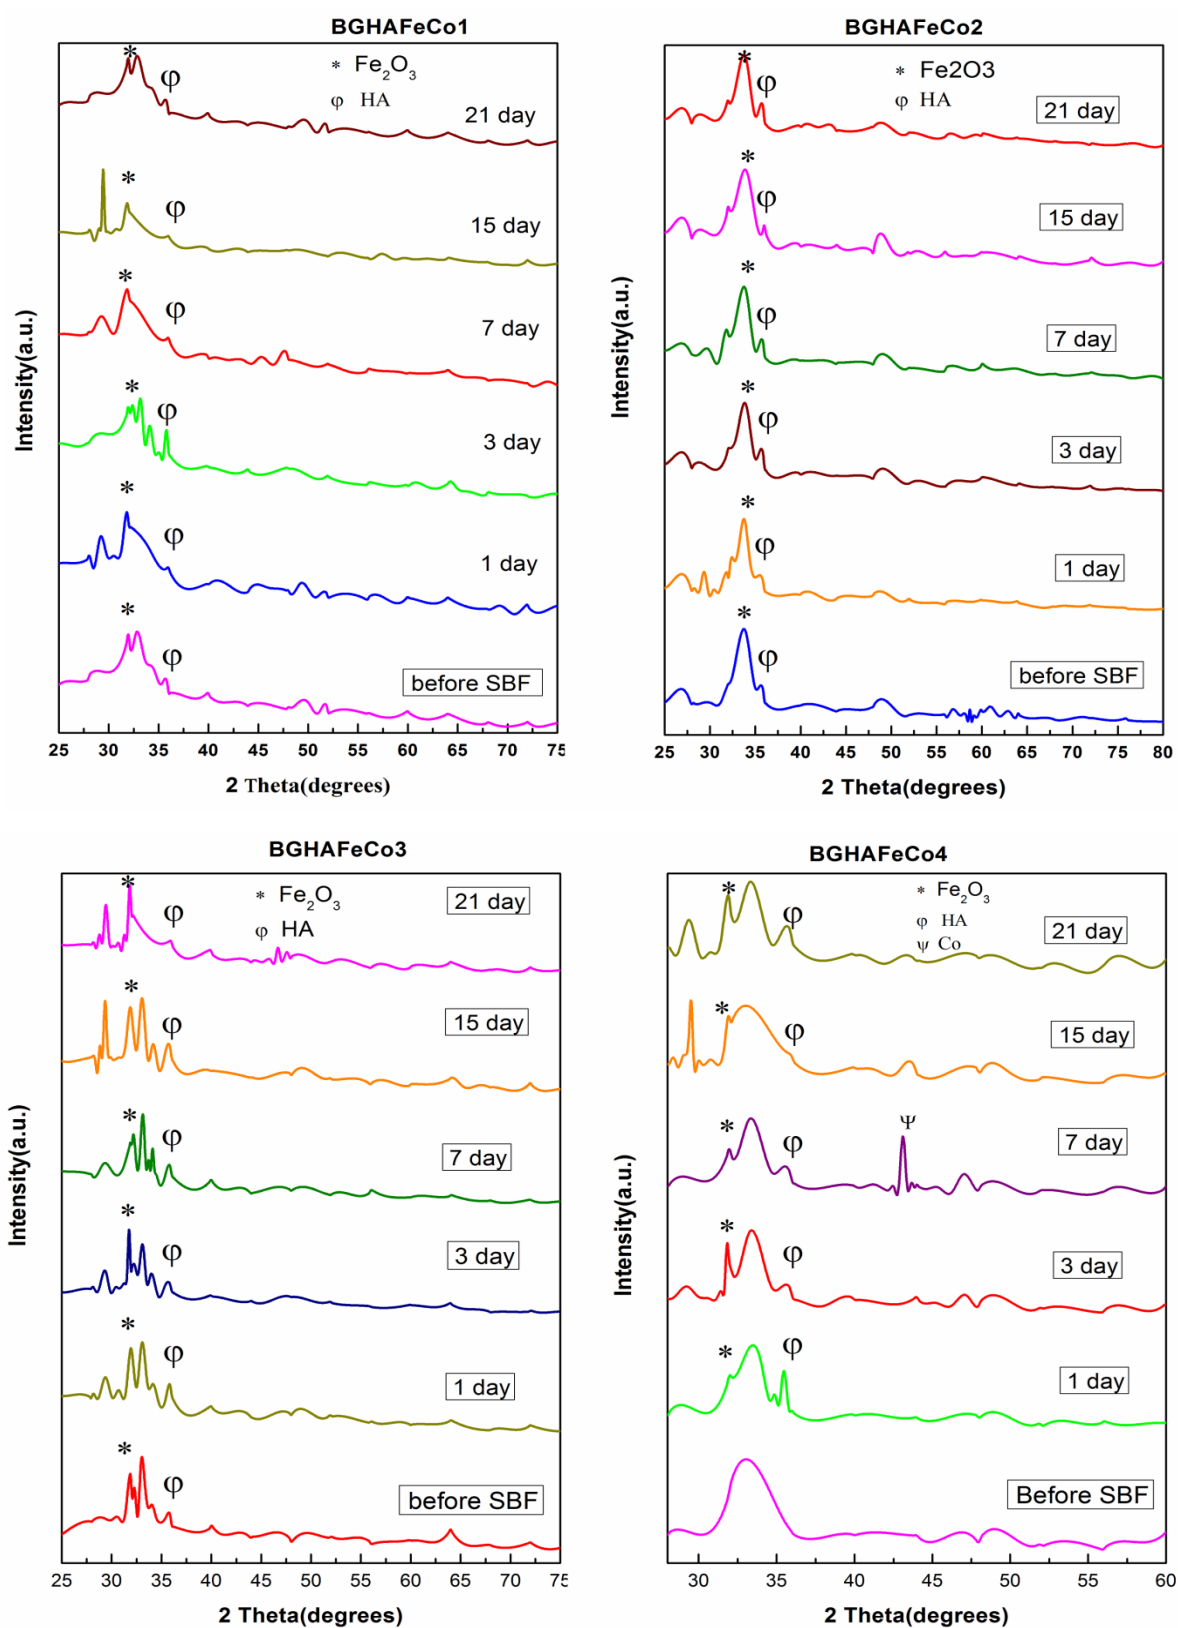 BGHAFeCo1
* Fe2O3
φ HA
φ
21 day
φ
15 day
φ
7 day
φ
3 day
φ
1 day
φ
before SBF
Intensity(a.u.)
25 30 35 40 45 50 55 60 65 70 75
2 Theta(degrees)
BGHAFeCo2
* Fe2O3
φ HA
φ
21 day
φ
15 day
φ
7 day
φ
3 day
φ
1 day
φ
before SBF
Intensity(a.u.)
25 30 35 40 45 50 55 60 65 70 75 80
2 Theta(degrees)
BGHAFeCo3
* Fe2O3
φ HA
φ
21 day
φ
15 day
φ
7 day
φ
3 day
φ
1 day
φ
before SBF
Intensity(a.u.)
25 30 35 40 45 50 55 60 65 70 75
2 Theta(degrees)
BGHAFeCo4
* Fe2O3
φ HA
ψ Co
φ
21 day
φ
15 day
Ψ
φ
7 day
φ
3 day
φ
1 day
Before SBF
Intensity(a.u.)
30 35 40 45 50 55 60
2 Theta(degrees)